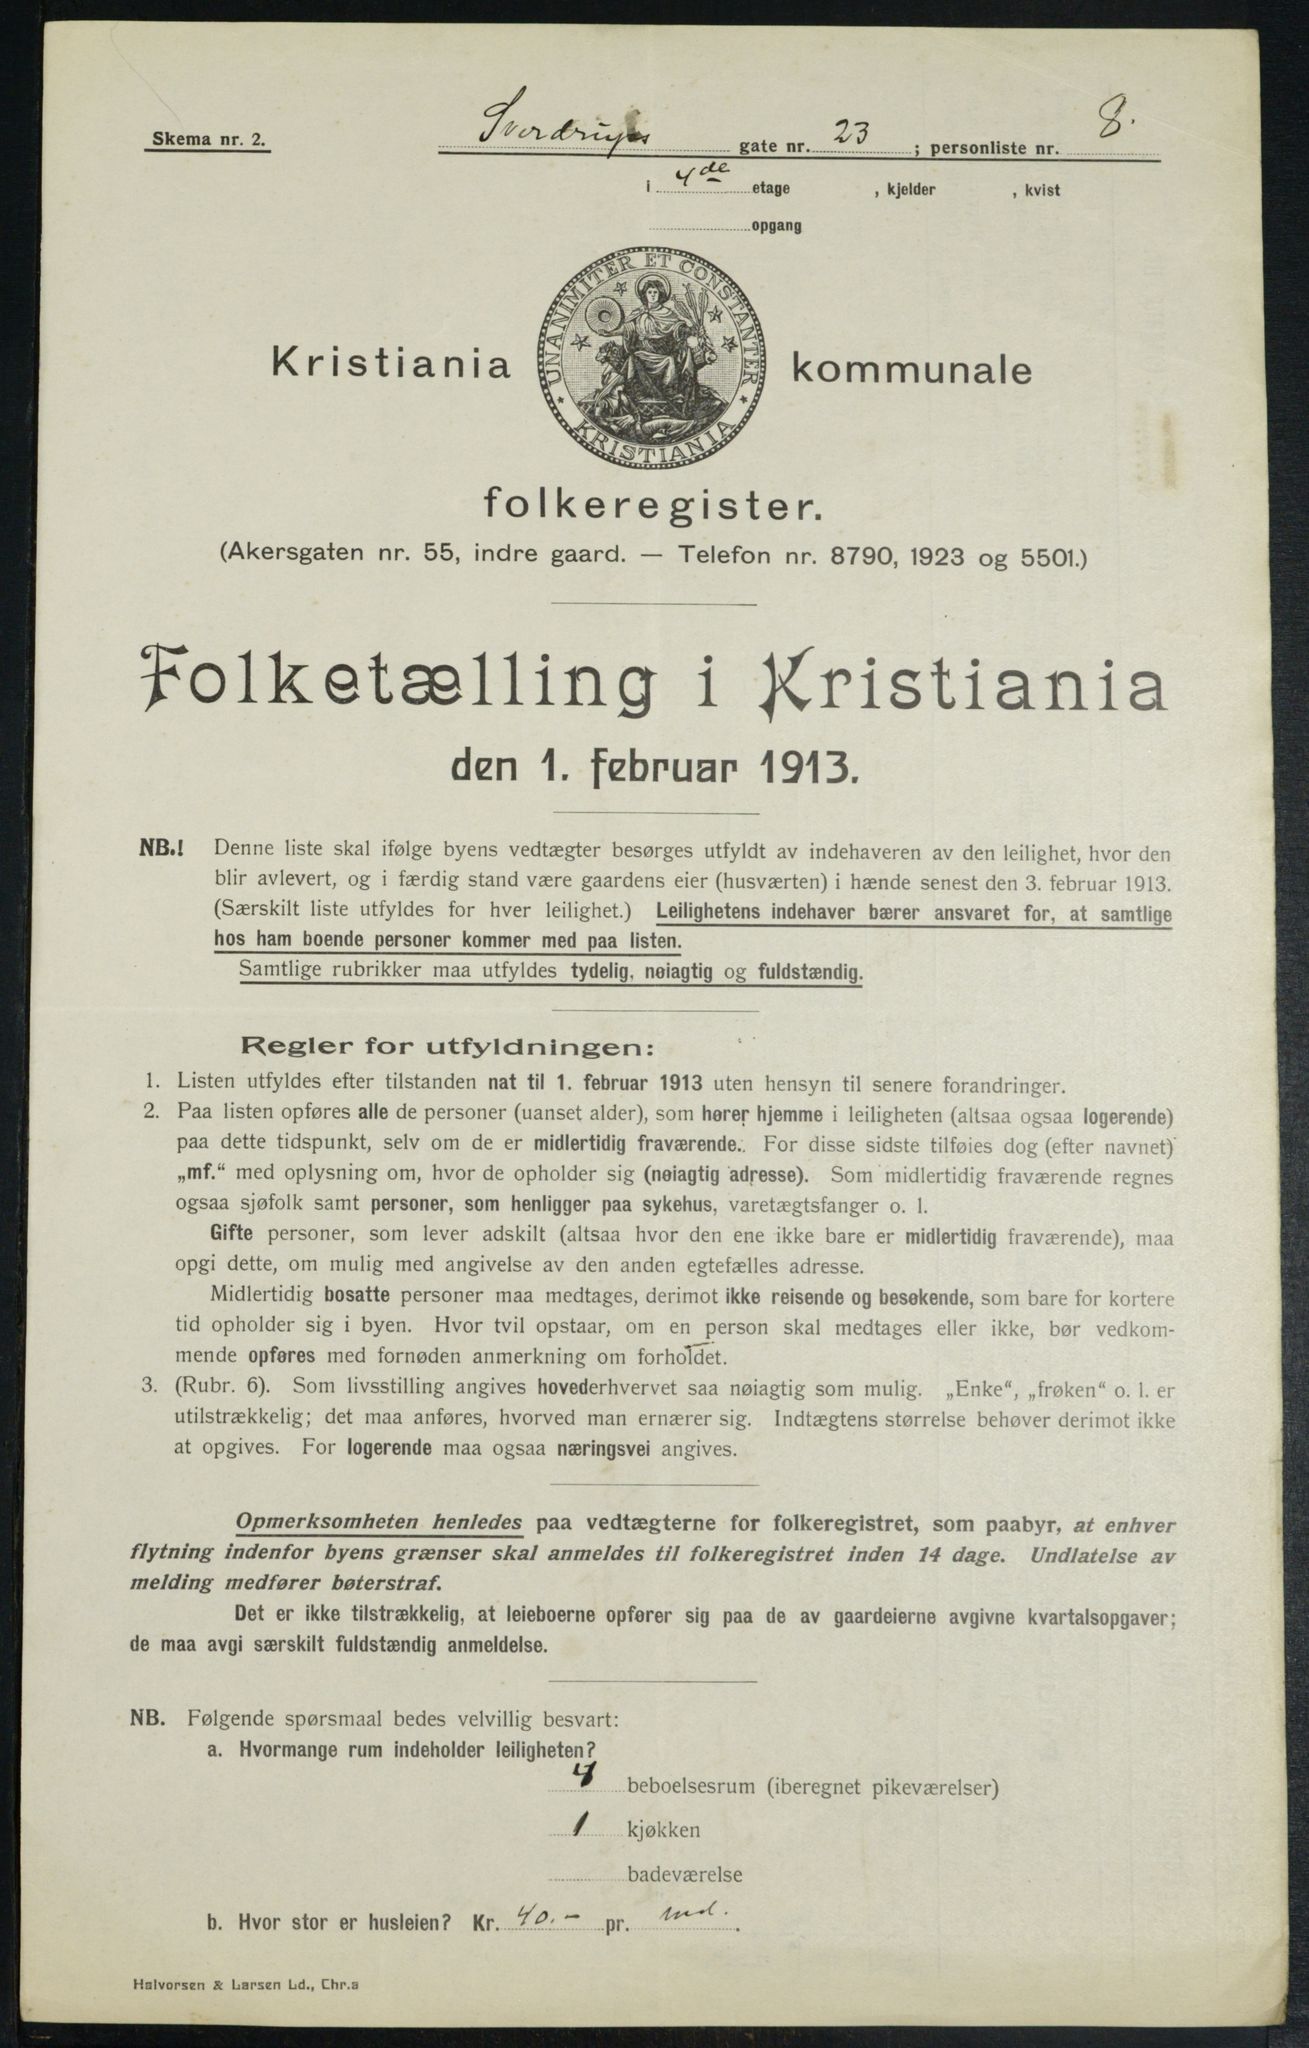 Skema nr. 2.
Sverdrups gate nr. 23 ; personliste nr. 8.
i 4de etage , kjelder , kvist
opgang
UNANIMITER ET CONSTANTER
KRISTIANIA
Kristiania kommunale
folkeregister.
(Akersgaten nr. 55, indre gaard. — Telefon nr. 8790, 1923 og 5501.)
Folketælling i Kristiania
den 1. februar 1913.
NB.! Denne liste skal ifølge byens vedtægter besørges utfyldt av indehaveren av den leilighet, hvor den
blir avlevert, og i færdig stand være gaardens eier (husværten) i hænde senest den 3. februar 1913.
(Særskilt liste utfyldes for hver leilighet.) Leilighetens indehaver bærer ansvaret for, at samtlige
hos ham boende personer kommer med paa listen.
Samtlige rubrikker maa utfyldes tydelig, nøiagtig og fuldstændig.
Regler for utfyldningen:
1. Listen utfyldes efter tilstanden nat til 1. februar 1913 uten hensyn til senere forandringer.
2. Paa listen opføres alle de personer (uanset alder), som hører hjemme i leiligheten (altsaa ogsaa logerende)
paa dette tidspunkt, selv om de er midlertidig fraværende. For disse sidste tilføies dog (efter navnet)
„mf.“ med oplysning om, hvor de opholder sig (nøiagtig adresse). Som midlertidig fraværende regnes
ogsaa sjøfolk samt personer, som henligger paa sykehus, varetægtsfanger o. l.
Gifte personer, som lever adskilt (altsaa hvor den ene ikke bare er midlertidig fraværende), maa
opgi dette, om mulig med angivelse av den anden egtefælles adresse.
Midlertidig bosatte personer maa medtages, derimot ikke reisende og besøkende, som bare for kortere
tid opholder sig i byen. Hvor tvil opstaar, om en person skal medtages eller ikke, bør vedkom-
mende opføres med fornøden anmerkning om forholdet.
3. (Rubr. 6). Som livsstilling angives hovederhvervet saa nøiagtig som mulig. „Enke“, „frøken“ o. l. er
utilstrækkelig; det maa anføres, hvorved man ernærer sig. Indtægtens størrelse behøver derimot ikke
at opgives. For logerende maa ogsaa næringsvei angives.
Opmerksomheten henledes paa vedtægterne for folkeregistret, som paabyr, at enhver
flytning indenfor byens grænser skal anmeldes til folkeregistret inden 14 dage. Undlatelse av
melding medfører bøterstraf.
Det er ikke tilstrækkelig, at leieboerne opfører sig paa de av gaardeierne avgivne kvartalsopgaver;
de maa avgi særskilt fuldstændig anmeldelse.
NB. Følgende spørsmaal bedes velvillig besvart:
a. Hvormange rum indeholder leiligheten?
4 beboelsesrum (iberegnet pikeværelser)
1 kjøkken
badeværelse
b. Hvor stor er husleien? Kr. 40.- pr. md.
Halvorsen & Larsen Ld., Chr.a